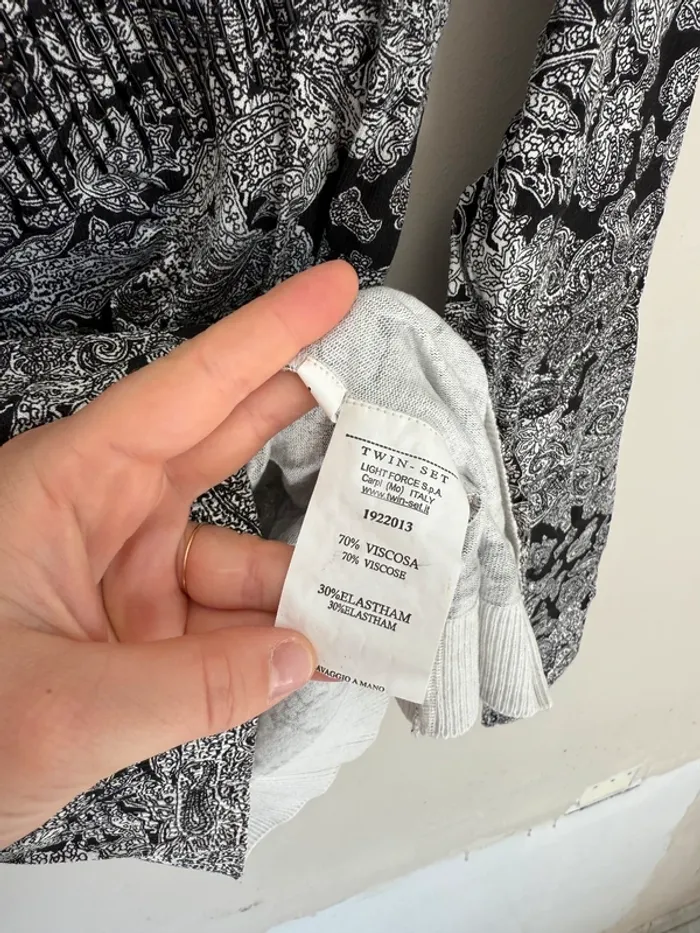 TWIN-SET
LIGHT FORCE S.p.A.
Carpi (Mo) ITALY
www.twin-set.it
1922013
70% VISCOSA
70% VISCOSE
30%ELASTHAM
30%ELASTHAM
AVAGGIO A MANO